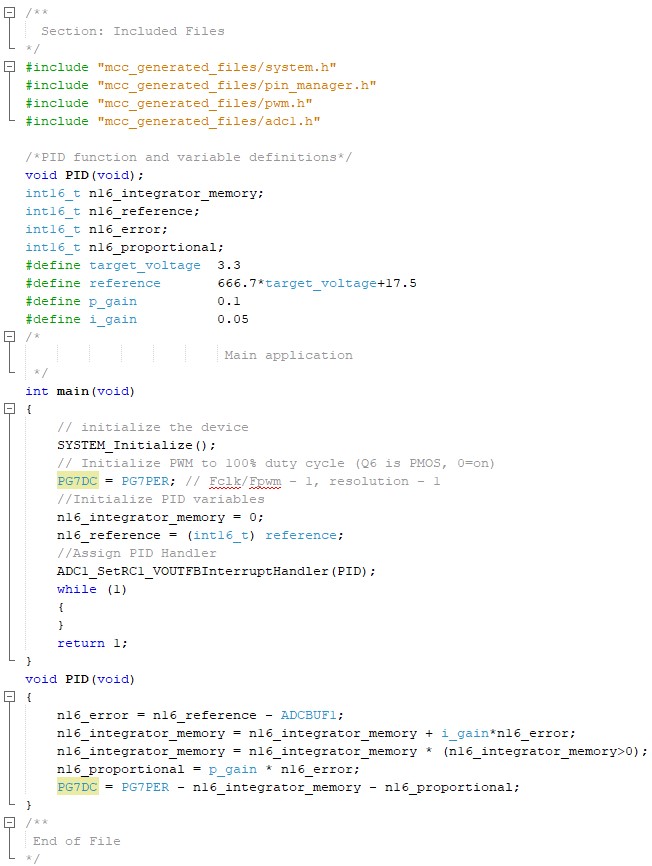 /**
Section: Included Files
*/
#include "mcc_generated_files/system.h"
#include "mcc_generated_files/pin_manager.h"
#include "mcc_generated_files/pwm.h"
#include "mcc_generated_files/adc1.h"
/*PID function and variable definitions*/
void PID(void);
int16_t n16_integrator_memory;
int16_t n16_reference;
int16_t n16_error;
int16_t n16_proportional;
#define target_voltage 3.3
#define reference 666.7*target_voltage+17.5
#define p_gain 0.1
#define i_gain 0.05
/*
Main application
*/
int main(void)
{
// initialize the device
SYSTEM_Initialize();
// Initialize PWM to 100% duty cycle (Q6 is PMOS, 0=on)
PG7DC = PG7PER; // Fclk/Fpwm - 1, resolution - 1
//Initialize PID variables
n16_integrator_memory = 0;
n16_reference = (int16_t) reference;
//Assign PID Handler
ADC1_SetRC1_VOUTFBInterruptHandler(PID);
while (1)
{
}
return 1;
}
void PID(void)
{
n16_error = n16_reference - ADCBUF1;
n16_integrator_memory = n16_integrator_memory + i_gain*n16_error;
n16_integrator_memory = n16_integrator_memory * (n16_integrator_memory>0);
n16_proportional = p_gain * n16_error;
PG7DC = PG7PER - n16_integrator_memory - n16_proportional;
}
/**
End of File
*/